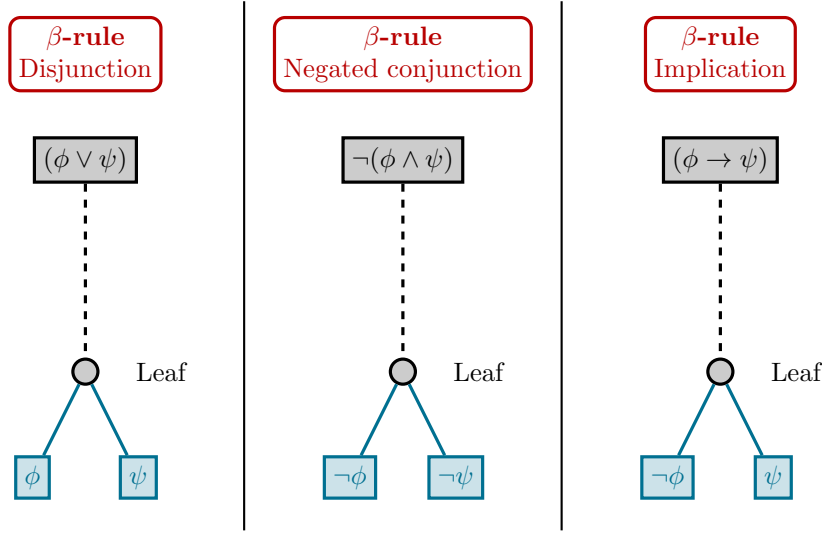 β-rule
Disjunction
(ϕ ∨ ψ)
Leaf
ϕ
ψ
β-rule
Negated conjunction
¬(ϕ ∧ ψ)
Leaf
¬ϕ
¬ψ
β-rule
Implication
(ϕ → ψ)
Leaf
¬ϕ
ψ